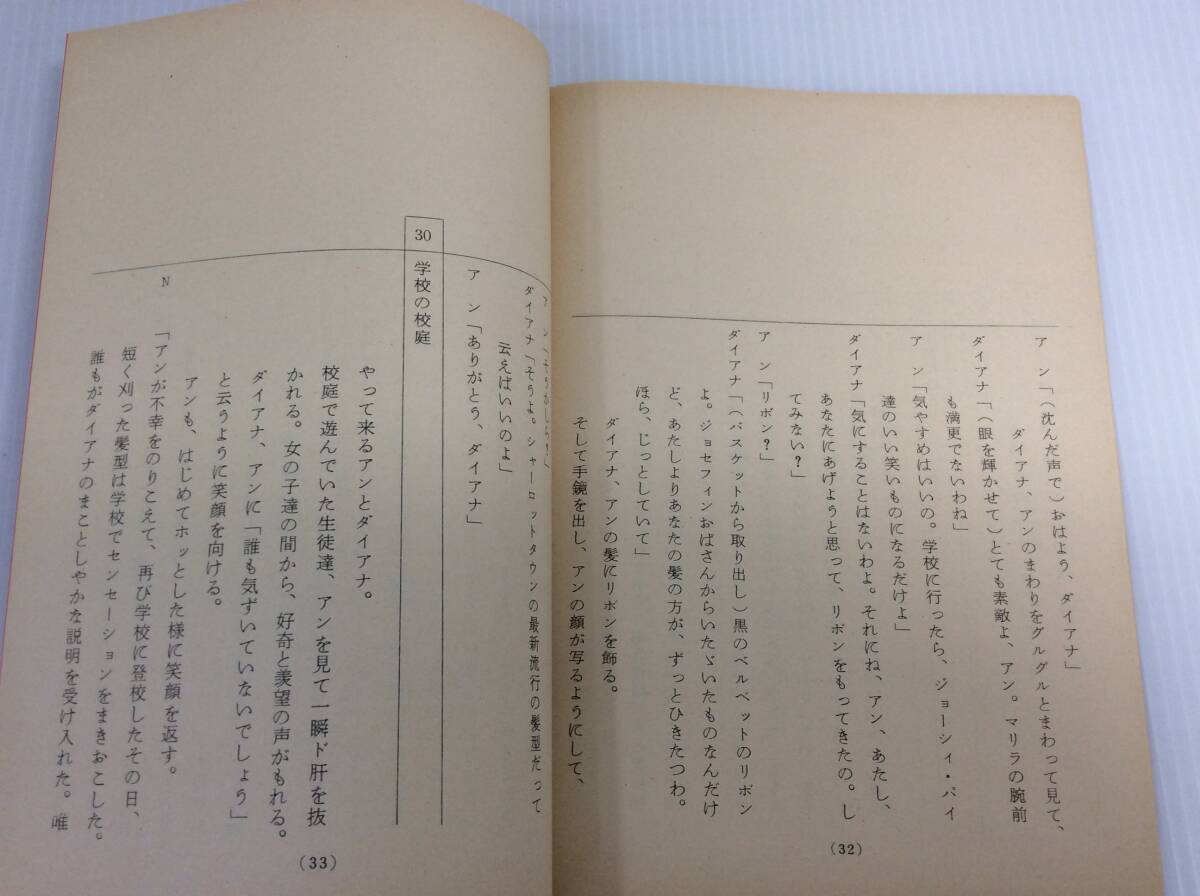 アン「（沈んだ声で）おはよう、ダイアナ」
ダイアナ、アンのまわりをグルグルとまわって見て、
ダイアナ「（眼を輝かせて）とても素敵よ、アン。マリラの腕前
も満更でないわね」
アン「気やすめはいいの。学校に行ったら、ジョーシィ・パイ
達のいい笑いものになるだけよ」
ダイアナ「気にすることはないわよ。それにね、アン、あたし、
あなたにあげようと思って、リボンをもってきたの。し
てみない？」
アン「リボン？」
ダイアナ「（バスケットから取り出し）黒のベルベットのリボン
よ。ジョセフィンおばさんからいたゞいたものなんだけ
ど、あたしよりあなたの髪の方が、ずっとひきたつわ。
ほら、じっとしていて」
ダイアナ、アンの髪にリボンを飾る。
そして手鏡を出し、アンの顔が写るようにして、
(32)
アン「そうかしら？」
ダイアナ「そうよ。シャーロットタウンの最新流行の髪型だって
云えばいいのよ」
アン「ありがとう、ダイアナ」
30 学校の校庭
やって来るアンとダイアナ。
校庭で遊んでいた生徒達、アンを見て一瞬ド肝を抜
かれる。女の子達の間から、好奇と羨望の声がもれる。
ダイアナ、アンに「誰も気ずいていないでしょう」
と云うように笑顔を向ける。
アンも、はじめてホッとした様に笑顔を返す。
N「アンが不幸をのりこえて、再び学校に登校したその日、
短く刈った髪型は学校でセンセーションをまきおこした。
誰もがダイアナのまことしやかな説明を受け入れた。唯
(33)